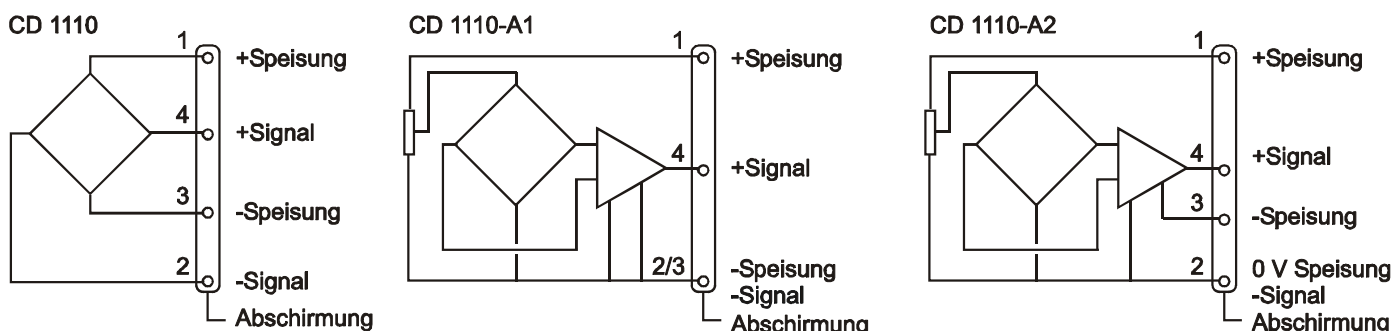 CD 1110
1
+Speisung
4
+Signal
3
-Speisung
2
-Signal
Abschirmung
CD 1110-A1
1
+Speisung
4
+Signal
2/3
-Speisung
-Signal
Abschirmung
CD 1110-A2
1
+Speisung
4
+Signal
3
-Speisung
2
0 V Speisung
-Signal
Abschirmung